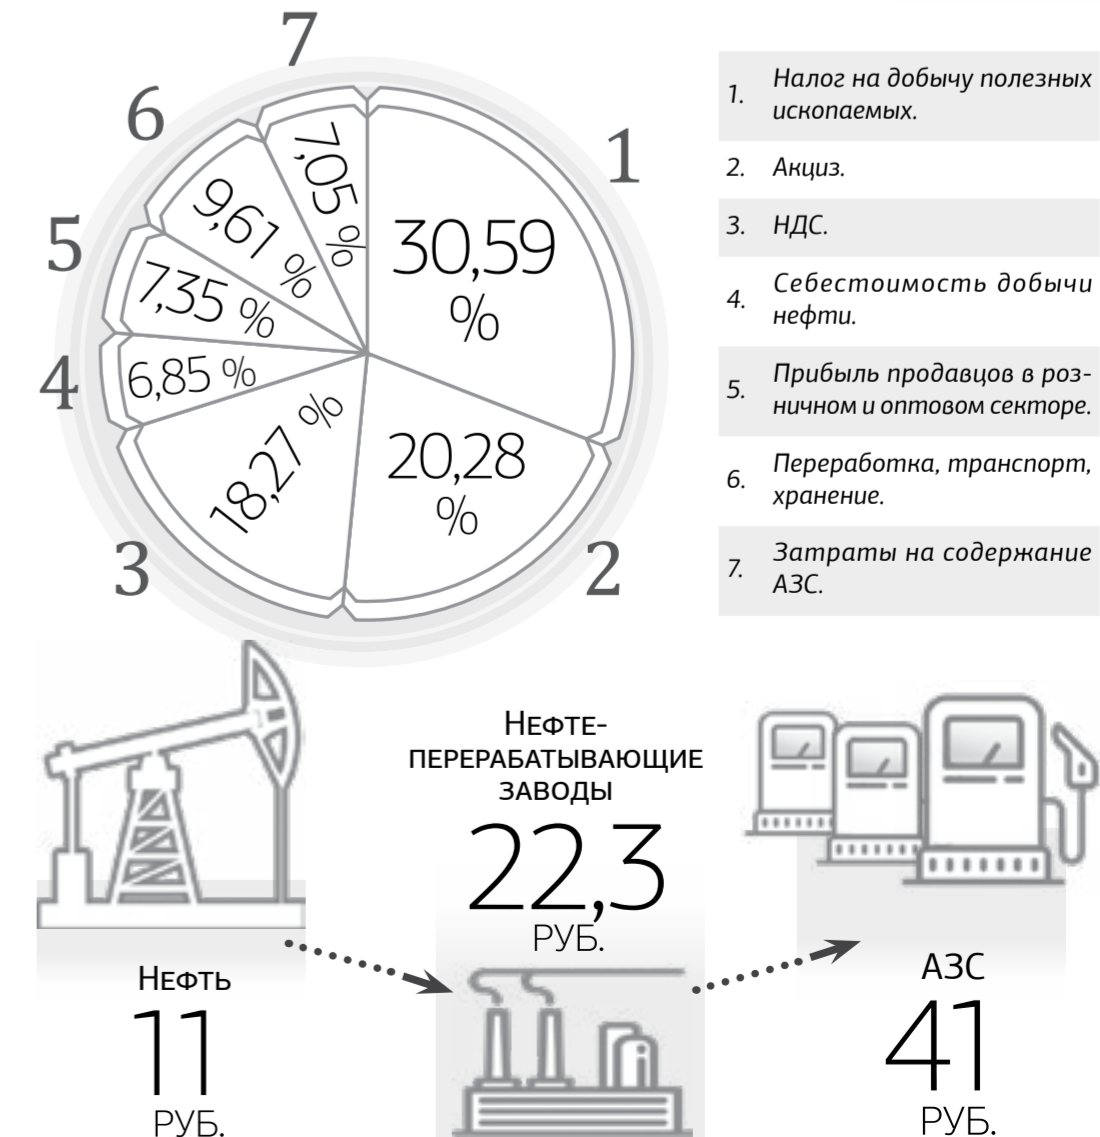 7
6
1
5
4
3
2
7,05 %
9,61 %
7,35 %
6,85 %
18,27 %
30,59
%
20,28
%
1. Налог на добычу полезных
ископаемых.
2. Акциз.
3. НДС.
4. Себестоимость добычи
нефти.
5. Прибыль продавцов в роз-
ничном и оптовом секторе.
6. Переработка, транспорт,
хранение.
7. Затраты на содержание
АЗС.
НЕФТЬ
11
РУБ.
НЕФТЕ-
ПЕРЕРАБАТЫВАЮЩИЕ
ЗАВОДЫ
22,3
РУБ.
АЗС
41
РУБ.